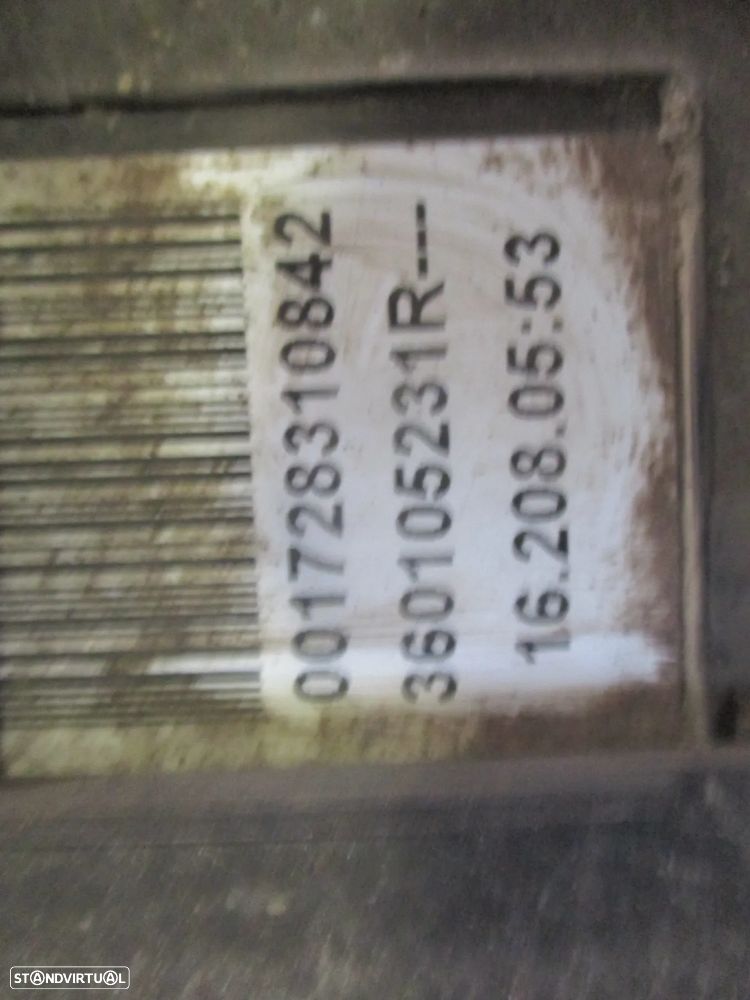 001728310842
360105231R---
16.208.05:53
STANDVIRTUAL